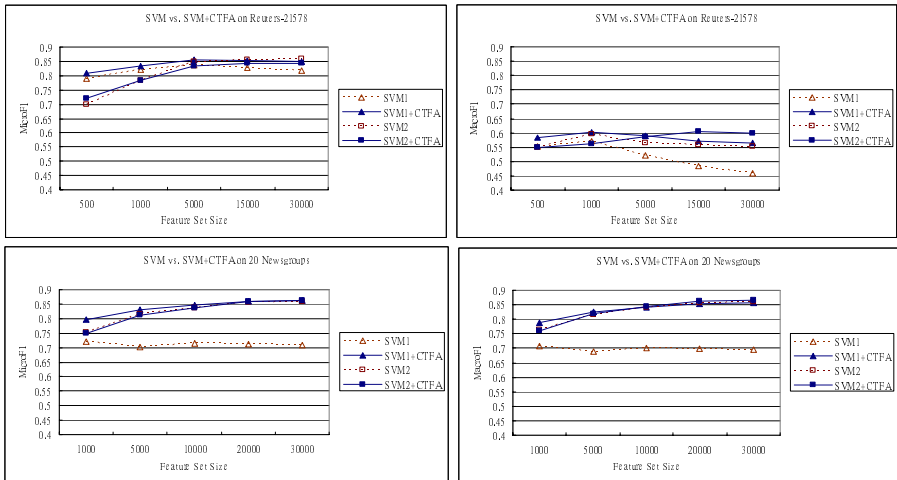 SVM vs. SVM+CTFA on Reuters-21578
MicroF1
0.9
0.85
0.8
0.75
0.7
0.65
0.6
0.55
0.5
0.45
0.4
500 1000 5000 15000 30000
Feature Set Size
SVM1
SVM1+CTFA
SVM2
SVM2+CTFA
SVM vs. SVM+CTFA on Reuters-21578
MacroF1
0.9
0.85
0.8
0.75
0.7
0.65
0.6
0.55
0.5
0.45
0.4
500 1000 5000 15000 30000
Feature Set Size
SVM1
SVM1+CTFA
SVM2
SVM2+CTFA
SVM vs. SVM+CTFA on 20 Newsgroups
MicroF1
0.9
0.85
0.8
0.75
0.7
0.65
0.6
0.55
0.5
0.45
0.4
1000 5000 10000 20000 30000
Feature Set Size
SVM1
SVM1+CTFA
SVM2
SVM2+CTFA
SVM vs. SVM+CTFA on 20 Newsgroups
MacroF1
0.9
0.85
0.8
0.75
0.7
0.65
0.6
0.55
0.5
0.45
0.4
1000 5000 10000 20000 30000
Feature Set Size
SVM1
SVM1+CTFA
SVM2
SVM2+CTFA